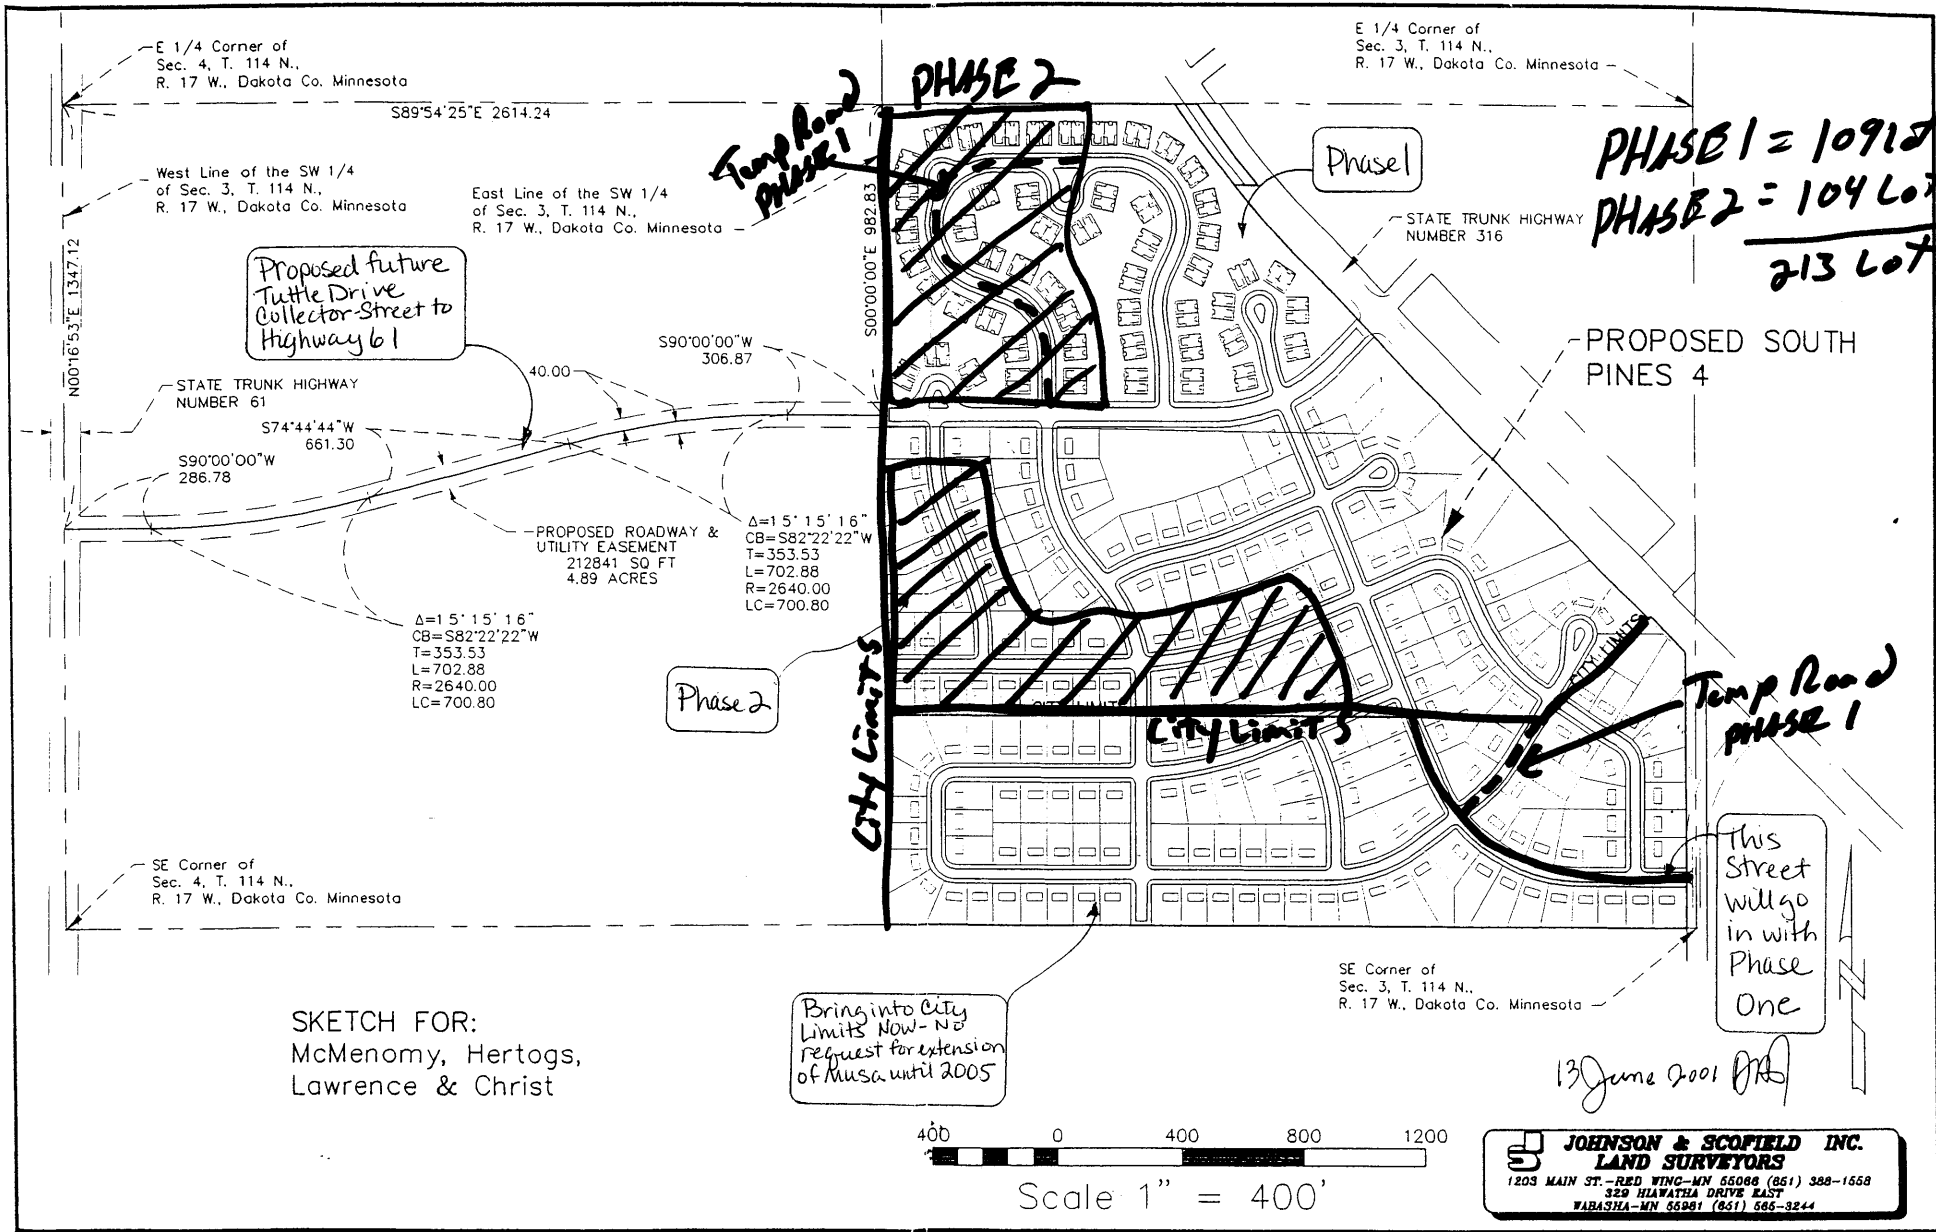 E 1/4 Corner of
Sec. 4, T. 114 N.,
R. 17 W., Dakota Co. Minnesota
S89°54'25"E 2614.24
West Line of the SW 1/4
of Sec. 3, T. 114 N.,
R. 17 W., Dakota Co. Minnesota
East Line of the SW 1/4
of Sec. 3, T. 114 N.,
R. 17 W., Dakota Co. Minnesota
N00°16'53"E 1347.12
S00°00'00"E 982.83
Temp Road
PHASE 1
PHASE 2
E 1/4 Corner of
Sec. 3, T. 114 N.,
R. 17 W., Dakota Co. Minnesota
Phase 1
PHASE 1 = 109
PHASE 2 = 104 Lot
213 Lot
STATE TRUNK HIGHWAY
NUMBER 316
PROPOSED SOUTH
PINES 4
Proposed future
Tuttle Drive
Collector Street to
Highway 61
STATE TRUNK HIGHWAY
NUMBER 61
S90°00'00"W
306.87
40.00
S74°44'44"W
661.30
S90°00'00"W
286.78
PROPOSED ROADWAY &
UTILITY EASEMENT
212841 SQ FT
4.89 ACRES
Δ=15°15'16"
CB=S82°22'22"W
T=353.53
L=702.88
R=2640.00
LC=700.80
Δ=15°15'16"
CB=S82°22'22"W
T=353.53
L=702.88
R=2640.00
LC=700.80
Phase 2
City Limits
CITY LIMITS
City Limits
CITY LIMITS
Temp Road
PHASE 1
This
Street
will go
in with
Phase
One
SE Corner of
Sec. 4, T. 114 N.,
R. 17 W., Dakota Co. Minnesota
SE Corner of
Sec. 3, T. 114 N.,
R. 17 W., Dakota Co. Minnesota
Bring into City
Limits Now - No
request for extension
of Musa until 2005
SKETCH FOR:
McMenomy, Hertogs,
Lawrence & Christ
13 June 2001
N
400 0 400 800 1200
Scale 1" = 400'
JOHNSON & SCOFIELD INC.
LAND SURVEYORS
1203 MAIN ST.-RED WING-MN 55066 (651) 388-1558
329 HIAWATHA DRIVE EAST
WABASHA-MN 55981 (651) 565-3244